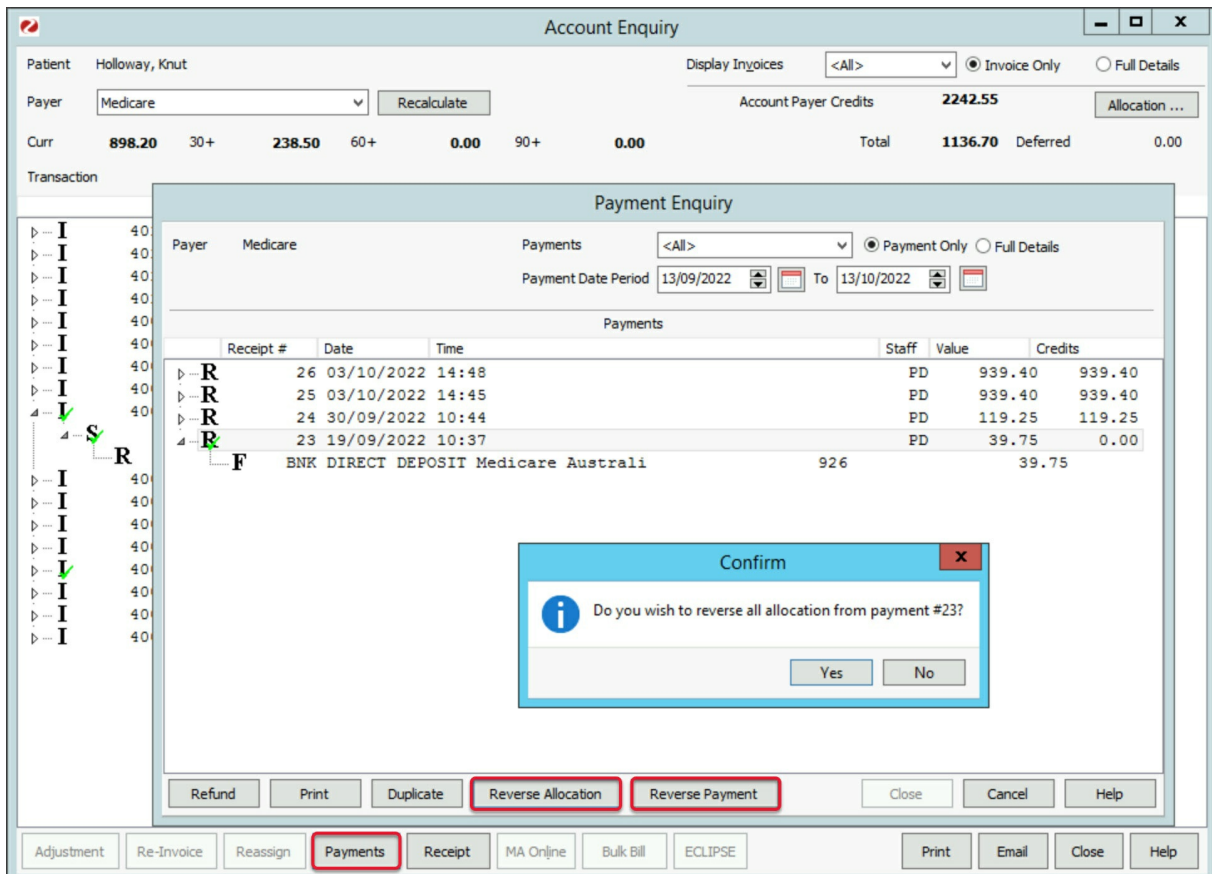 Account Enquiry
Patient Holloway, Knut Display Invoices <All> Invoice Only Full Details
Payer Medicare Recalculate Account Payer Credits 2242.55 Allocation ...
Curr 898.20 30+ 238.50 60+ 0.00 90+ 0.00 Total 1136.70 Deferred 0.00
Transaction
Payment Enquiry
Payer Medicare Payments <All> Payment Only Full Details
Payment Date Period 13/09/2022 To 13/10/2022
Payments
Receipt # Date Time Staff Value Credits
R 26 03/10/2022 14:48 PD 939.40 939.40
R 25 03/10/2022 14:45 PD 939.40 939.40
R 24 30/09/2022 10:44 PD 119.25 119.25
R 23 19/09/2022 10:37 PD 39.75 0.00
F BNK DIRECT DEPOSIT Medicare Australi 926 39.75
I
I
I
I
I
I
I
I
I
S
R
I
I
I
I
I
I
I
I
Confirm
Do you wish to reverse all allocation from payment #23?
Yes No
Refund Print Duplicate Reverse Allocation Reverse Payment Close Cancel Help
Adjustment Re-Invoice Reassign Payments Receipt MA Online Bulk Bill ECLIPSE Print Email Close Help